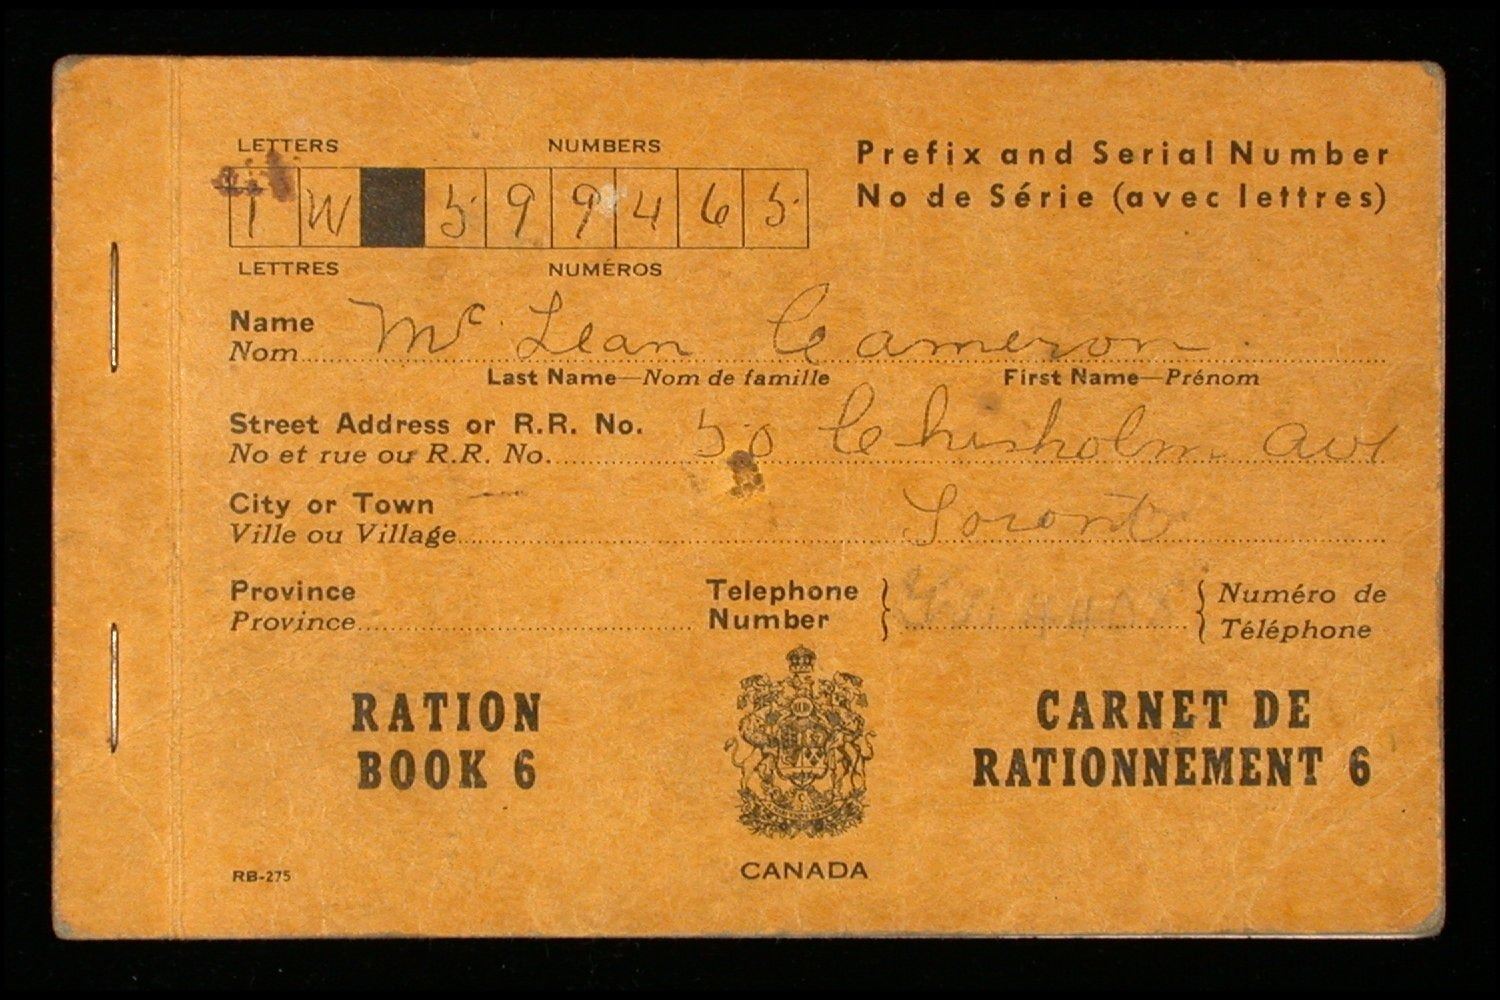 LETTERS NUMBERS
Prefix and Serial Number
No de Série (avec lettres)
T W 5 9 9 4 6 5
LETTRES NUMÉROS
Name Mc Lean Cameron
Nom
Last Name—Nom de famille First Name—Prénom
Street Address or R.R. No. 50 Chisholm ave
No et rue ou R.R. No.
City or Town Toronto
Ville ou Village
Province Telephone Numéro de
Province Number Téléphone
RATION CARNET DE
BOOK 6 RATIONNEMENT 6
RB-275
CANADA